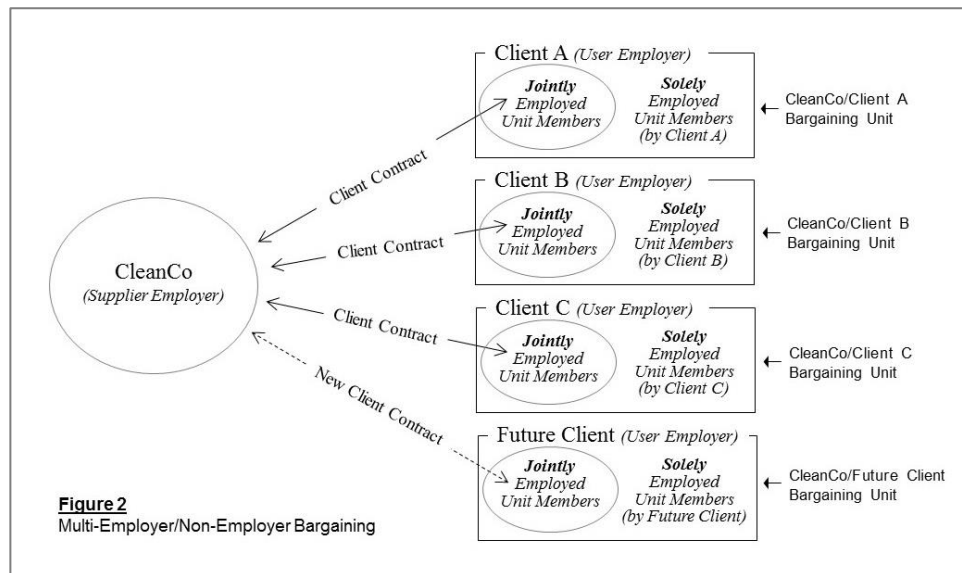 Client A (User Employer)
Jointly
Employed
Unit Members
Solely
Employed
Unit Members
(by Client A)
CleanCo/Client A
Bargaining Unit
Client Contract
Client B (User Employer)
Jointly
Employed
Unit Members
Solely
Employed
Unit Members
(by Client B)
CleanCo/Client B
Bargaining Unit
Client Contract
CleanCo
(Supplier Employer)
Client C (User Employer)
Jointly
Employed
Unit Members
Solely
Employed
Unit Members
(by Client C)
CleanCo/Client C
Bargaining Unit
Client Contract
New Client Contract
Future Client (User Employer)
Jointly
Employed
Unit Members
Solely
Employed
Unit Members
(by Future Client)
CleanCo/Future Client
Bargaining Unit
Figure 2
Multi-Employer/Non-Employer Bargaining